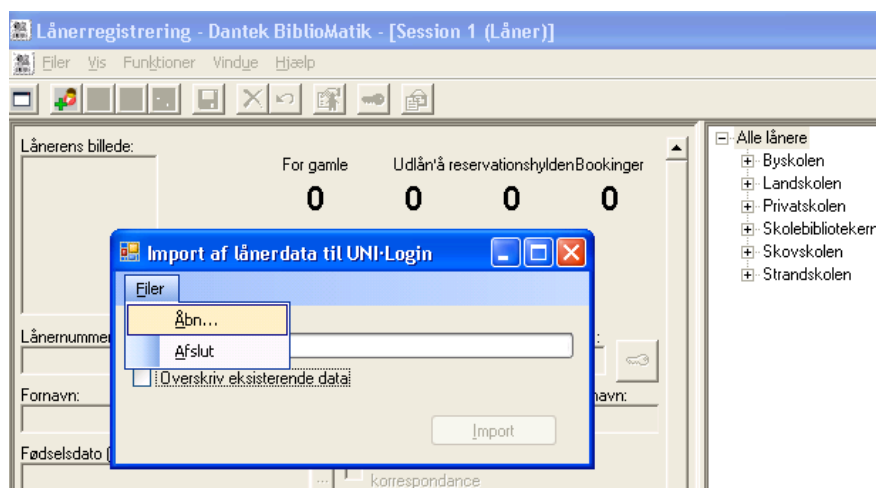 Lånerregistrering - Dantek BiblioMatik - [Session 1 (Låner)]
Filer Vis Funktioner Vindue Hjælp
Lånerens billede:
For gamle Udlån'å reservationshylden Bookinger
0 0 0 0
Alle lånere
Byskolen
Landskolen
Privatskolen
Skolebibliotekern
Skovskolen
Strandskolen
Import af lånerdata til UNI·Login
Filer
Åbn...
Afslut
Overskriv eksisterende data
Import
Lånernummer
Fornavn:
navn:
Fødselsdato (
...
korrespondance